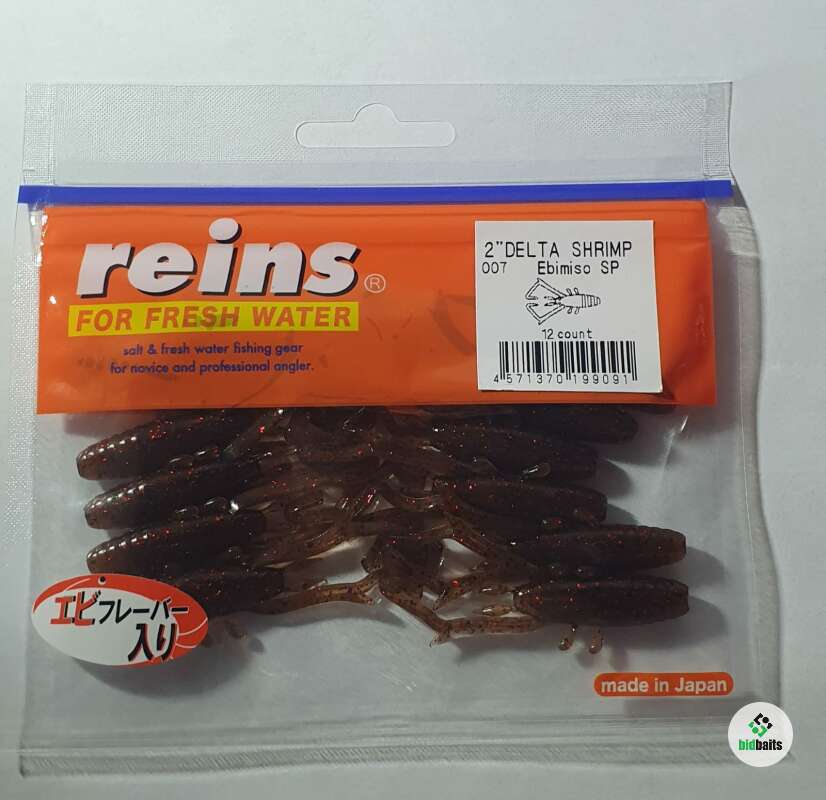 reins®
FOR FRESH WATER
salt & fresh water fishing gear
for novice and professional angler.
2"DELTA SHRIMP
007 Ebimiso SP
12 count
4 571370 199091
エビフレーバー
入り
made in Japan
bidbaits